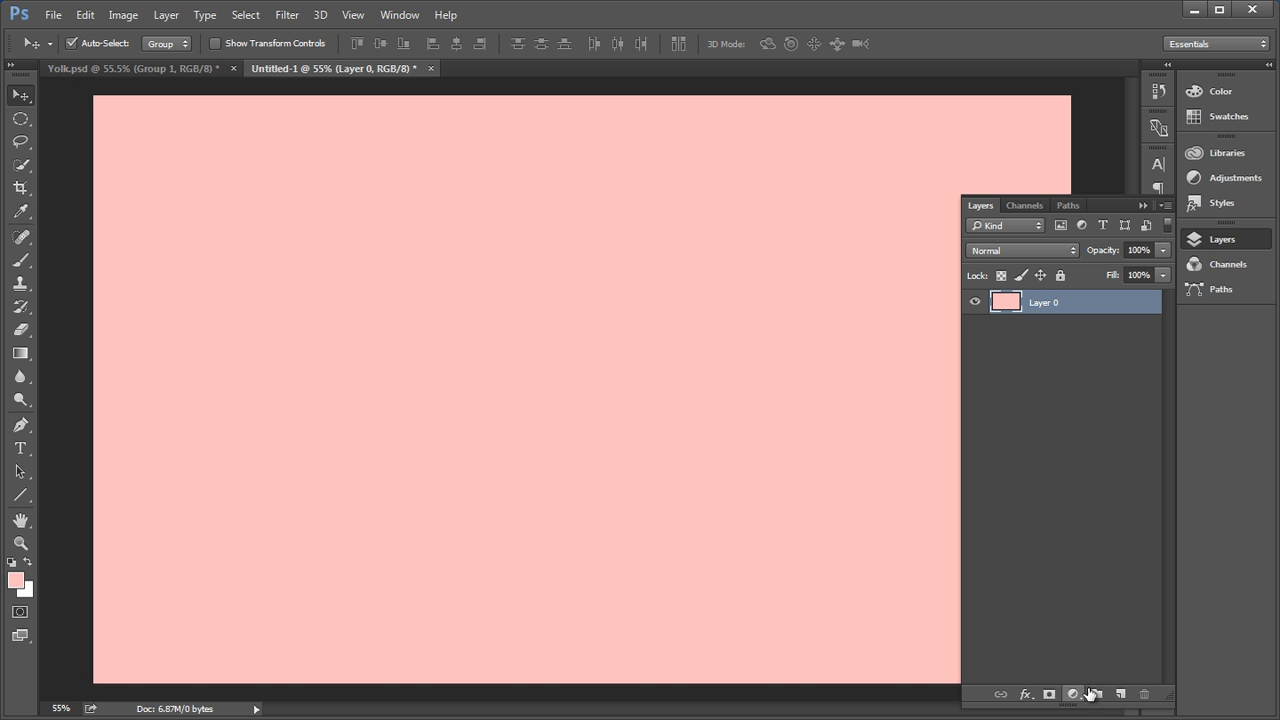 Ps File Edit Image Layer Type Select Filter 3D View Window Help
Auto-Select: Group Show Transform Controls 3D Mode: Essentials
Yolk.psd @ 55.5% (Group 1, RGB/8) * × Untitled-1 @ 55% (Layer 0, RGB/8) * ×
Color
Swatches
Libraries
Adjustments
Styles
Layers
Channels
Paths
Layers Channels Paths
Kind
Normal Opacity: 100%
Lock: Fill: 100%
Layer 0
55% Doc: 6.87M/0 bytes